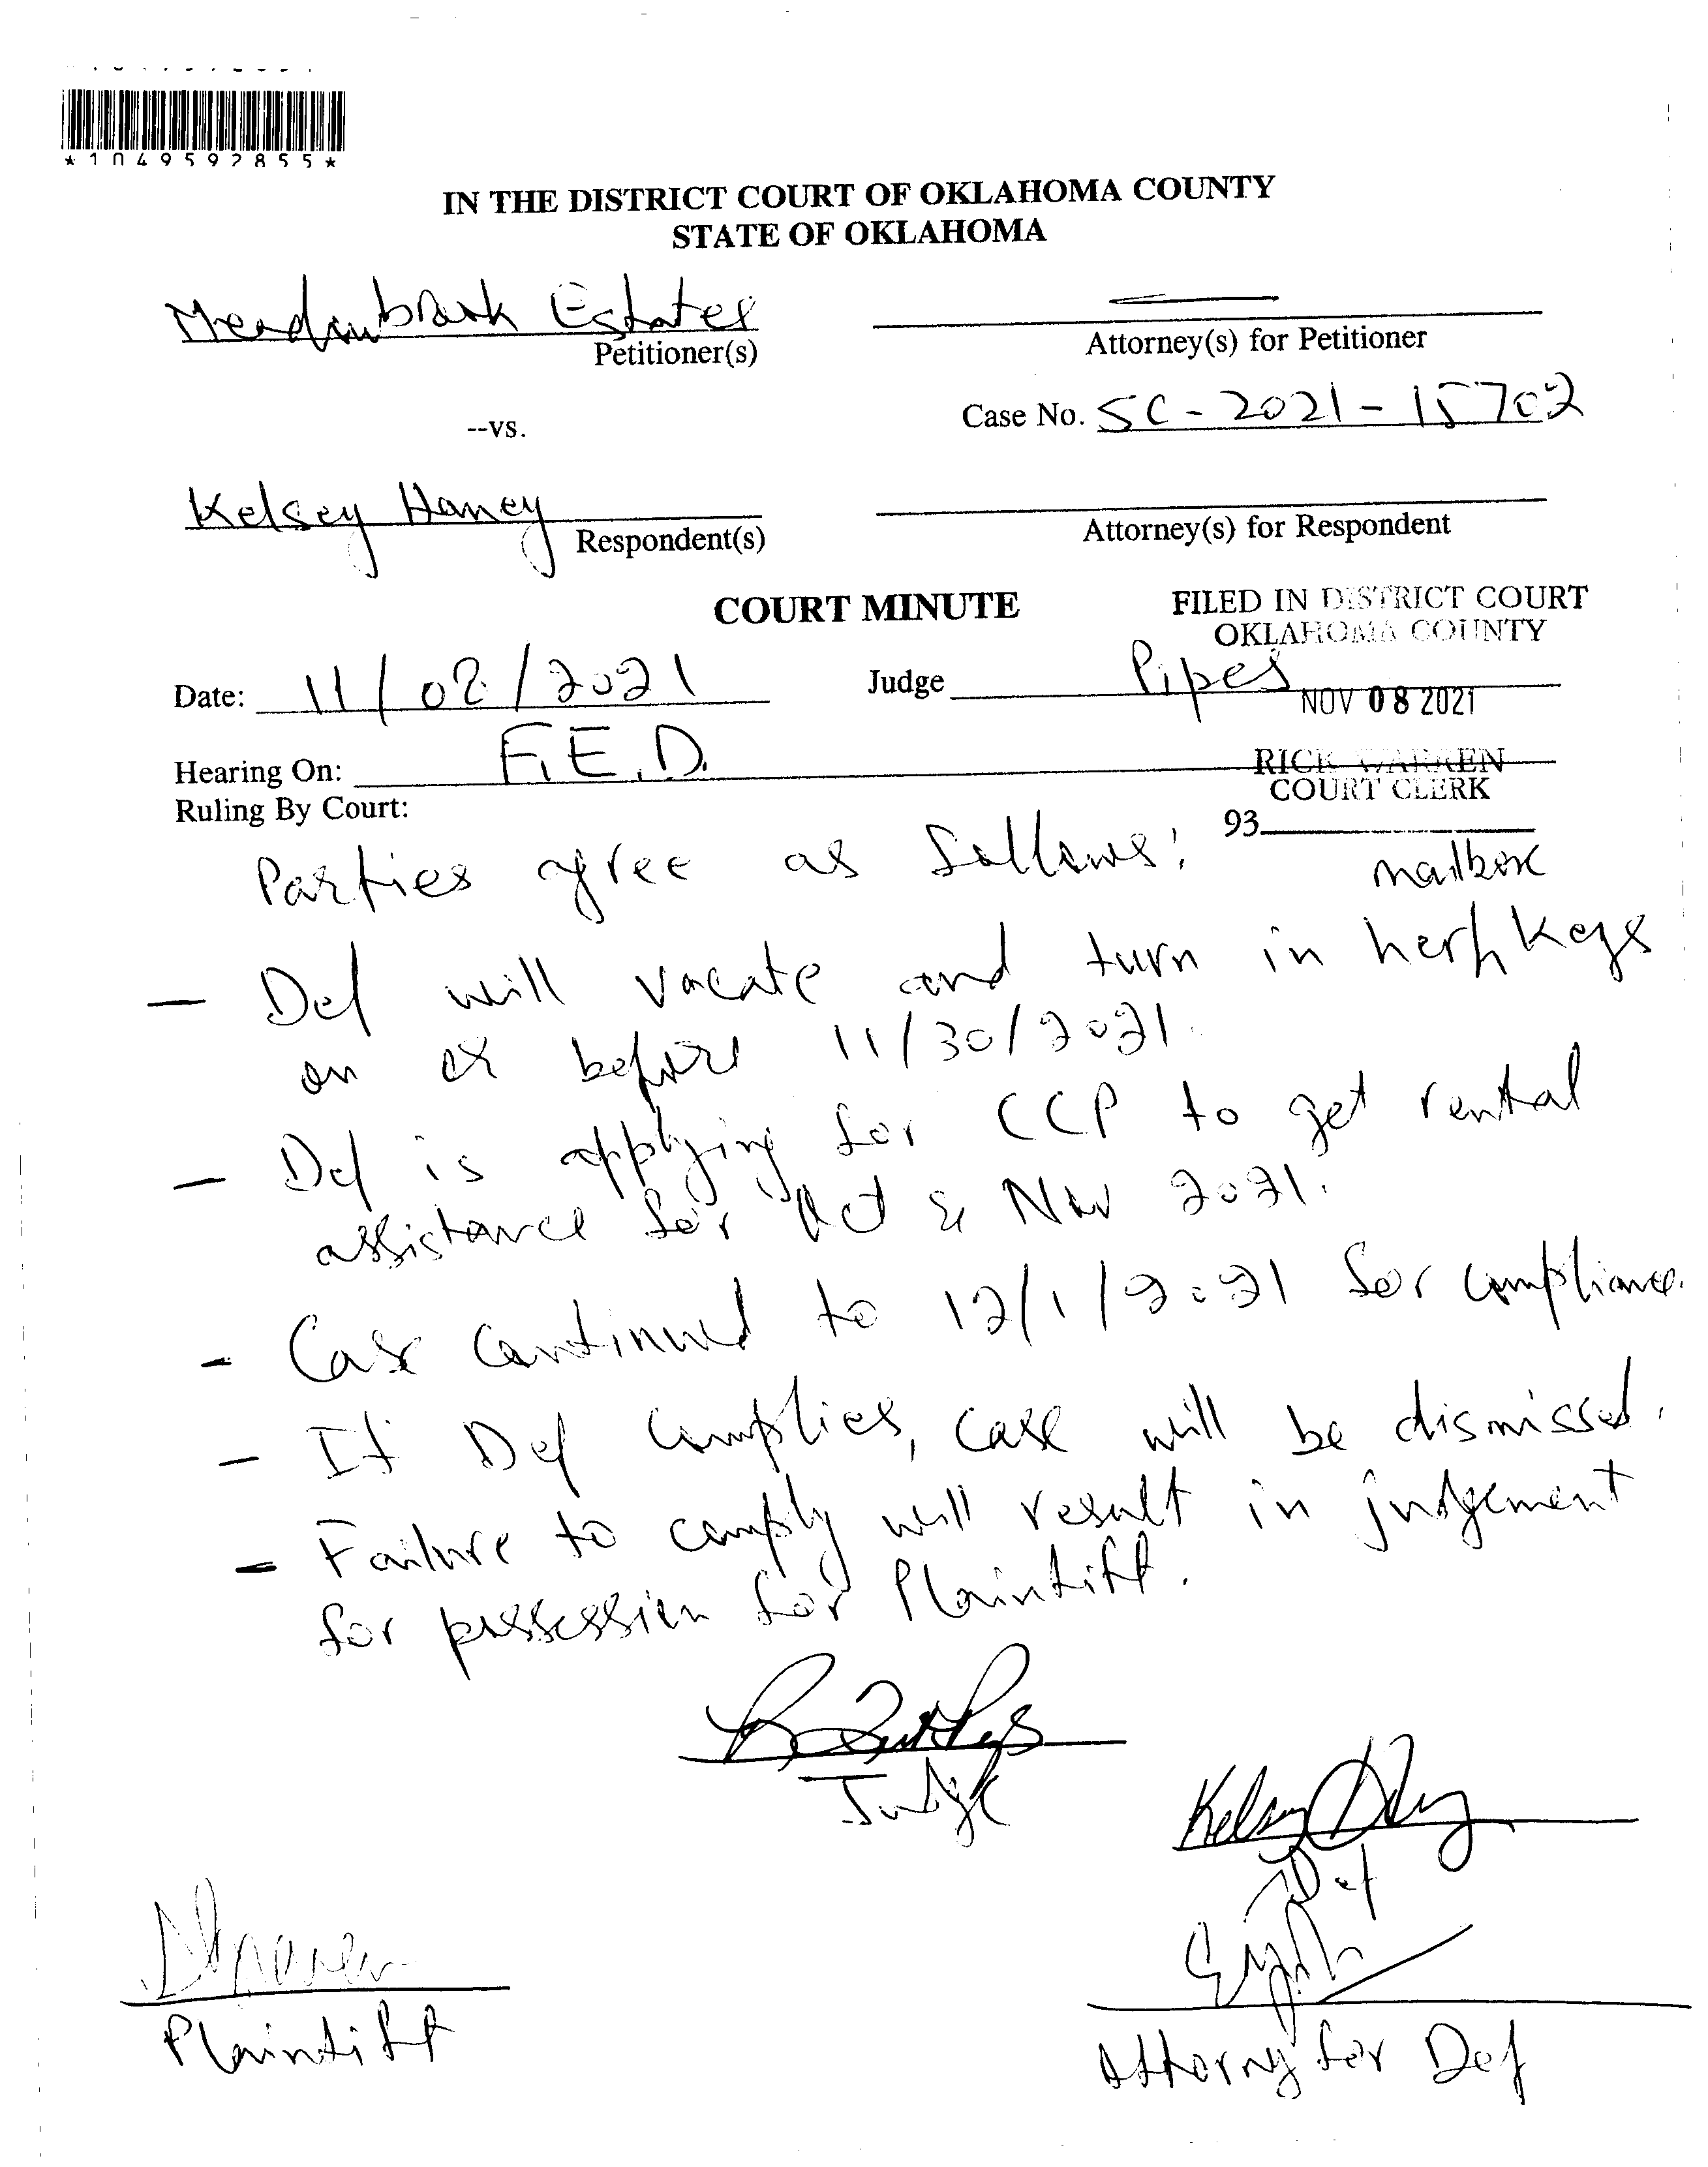 *1049592855*
IN THE DISTRICT COURT OF OKLAHOMA COUNTY
STATE OF OKLAHOMA
Meadowbrook Estates
Petitioner(s)
Attorney(s) for Petitioner
--vs.
Case No. SC-2021-15702
Kelsey Haney
Respondent(s)
Attorney(s) for Respondent
COURT MINUTE
FILED IN DISTRICT COURT
OKLAHOMA COUNTY
Date: 11/02/2021
Judge Pipes
NOV 08 2021
Hearing On: F.E.D.
RICK WARREN
COURT CLERK
Ruling By Court:
93
Parties agree as follows:
mailbox
- Def will vacate and turn in her keys
on or before 11/30/2021.
- Def is applying for CCP to get rental
assistance for Oct & Nov 2021.
- Case continued to 12/1/2021 for compliance.
- If Def complies, case will be dismissed.
- Failure to comply will result in judgement
for possession for Plaintiff.
Judge
Kelsey
Def
Plaintiff
Attorny for Def